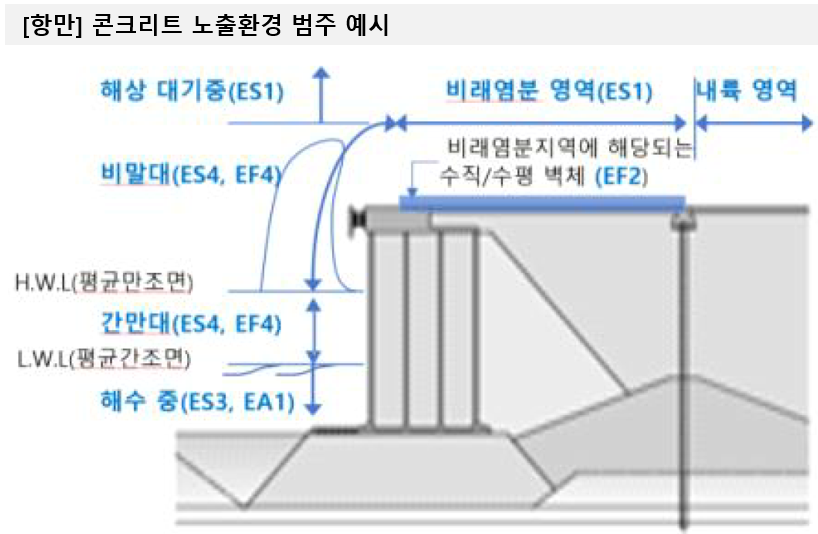 [항만] 콘크리트 노출환경 범주 예시
해상 대기중(ES1)
비래염분 영역(ES1)
내륙 영역
비래염분지역에 해당되는
수직/수평 벽체 (EF2)
비말대(ES4, EF4)
H.W.L(평균만조면)
간만대(ES4, EF4)
L.W.L(평균간조면)
해수 중(ES3, EA1)